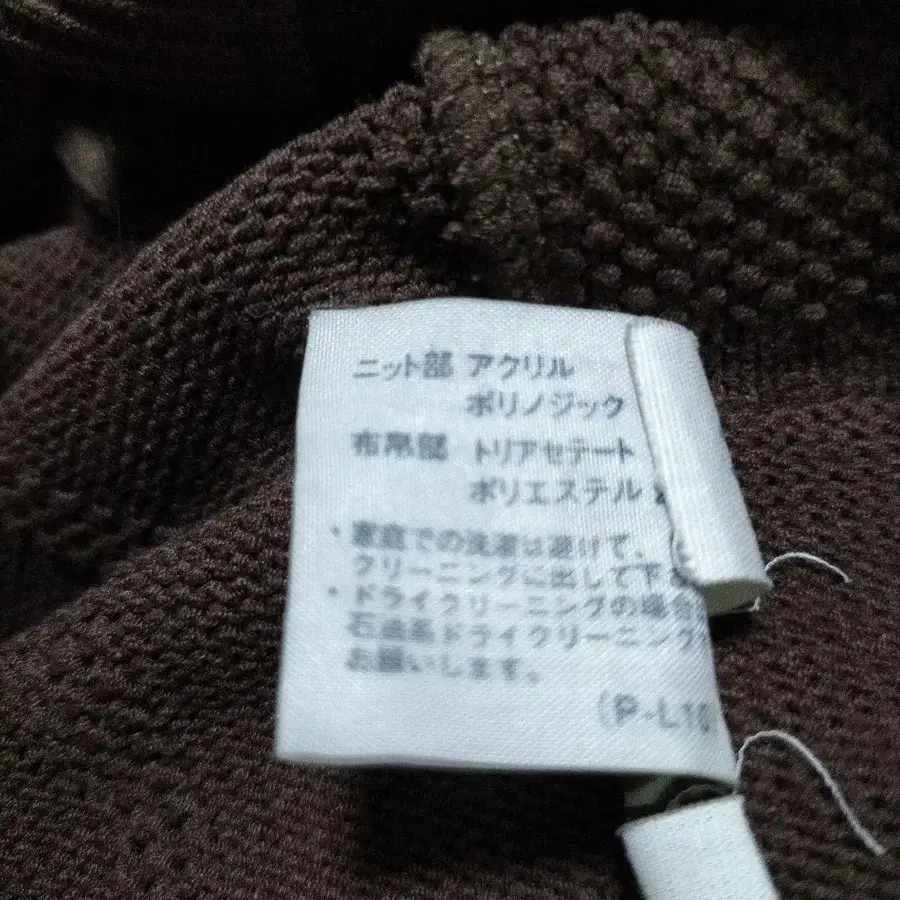 ニット部 アクリル
ポリノジック
布帛部 トリアセテート
ポリエステル
・家庭での洗濯は避けて、
クリーニングに出して下
・ドライクリーニングの場合
石油系ドライクリーニング
お願いします。
(P-L10